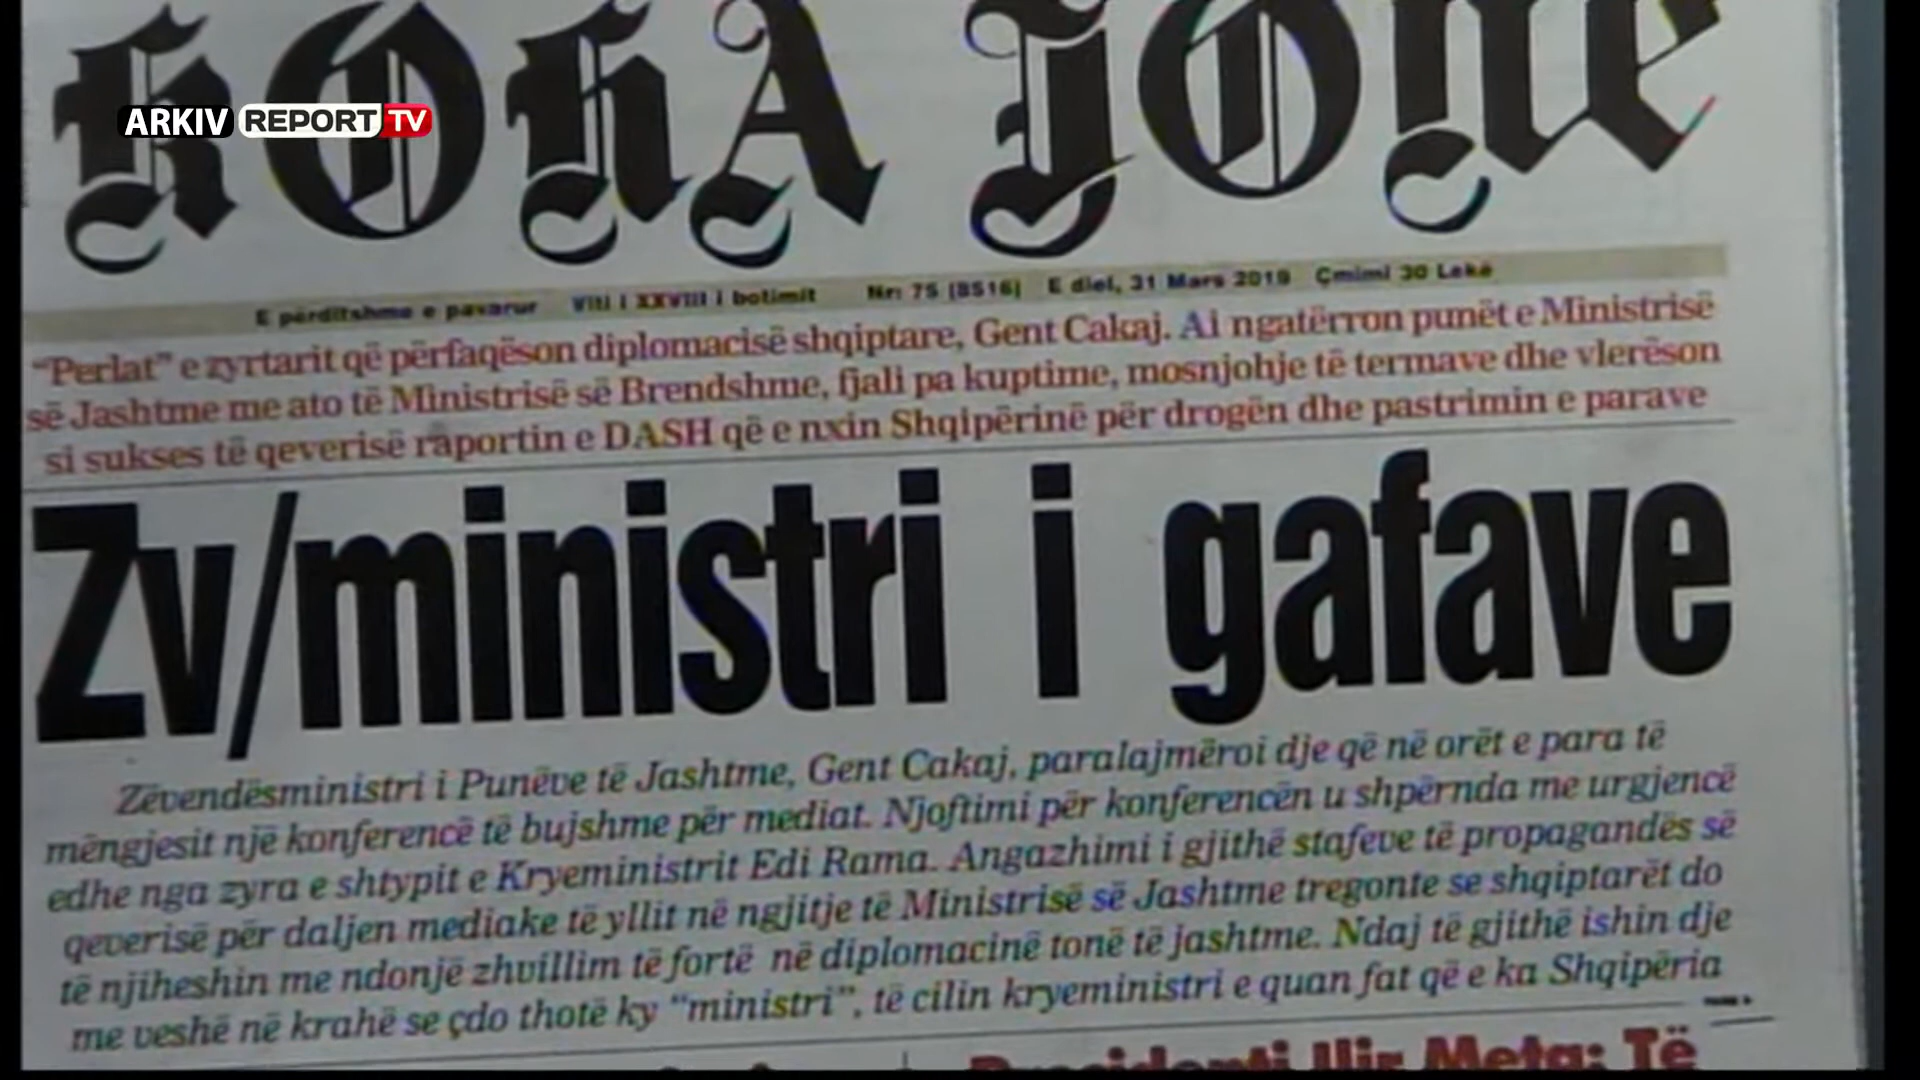 KOHA JONE
ARKIV REPORT TV
E përditshme e pavarur Viti i XXVIII i botimit Nr: 75 (8516) E diel, 31 Mars 2019 Çmimi 30 Lekë
“Perlat” e zyrtarit që përfaqëson diplomacisë shqiptare, Gent Cakaj. Ai ngatërron punët e Ministrisë
së Jashtme me ato të Ministrisë së Brendshme, fjali pa kuptime, mosnjohje të termave dhe vlerëson
si sukses të qeverisë raportin e DASH që e nxin Shqipërinë për drogën dhe pastrimin e parave
Zv/ministri i gafave
Zëvendësministri i Punëve të Jashtme, Gent Cakaj, paralajmëroi dje që në orët e para të
mëngjesit një konferencë të bujshme për mediat. Njoftimi për konferencën u shpërnda me urgjencë
edhe nga zyra e shtypit e Kryeministrit Edi Rama. Angazhimi i gjithë stafeve të propagandës së
qeverisë për daljen mediake të yllit në ngjitje të Ministrisë së Jashtme tregonte se shqiptarët do
të njiheshin me ndonjë zhvillim të fortë në diplomacinë tonë të jashtme. Ndaj të gjithë ishin dje
me veshë në krahë se çdo thotë ky “ministri”, të cilin kryeministri e quan fat që e ka Shqipëria
Presidenti Ilir Meta: Të